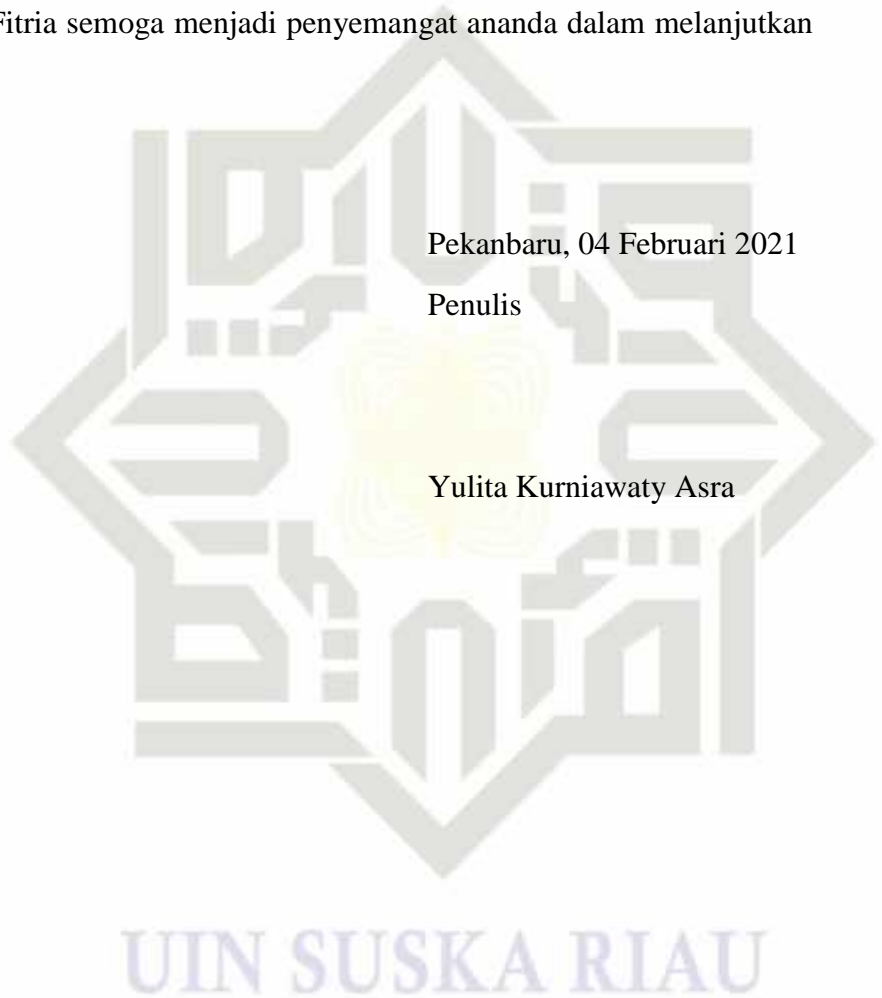 Fitria semoga menjadi penyemangat ananda dalam melanjutkan
Pekanbaru, 04 Februari 2021
Penulis
Yulita Kurniawaty Asra
UIN SUSKA RIAU